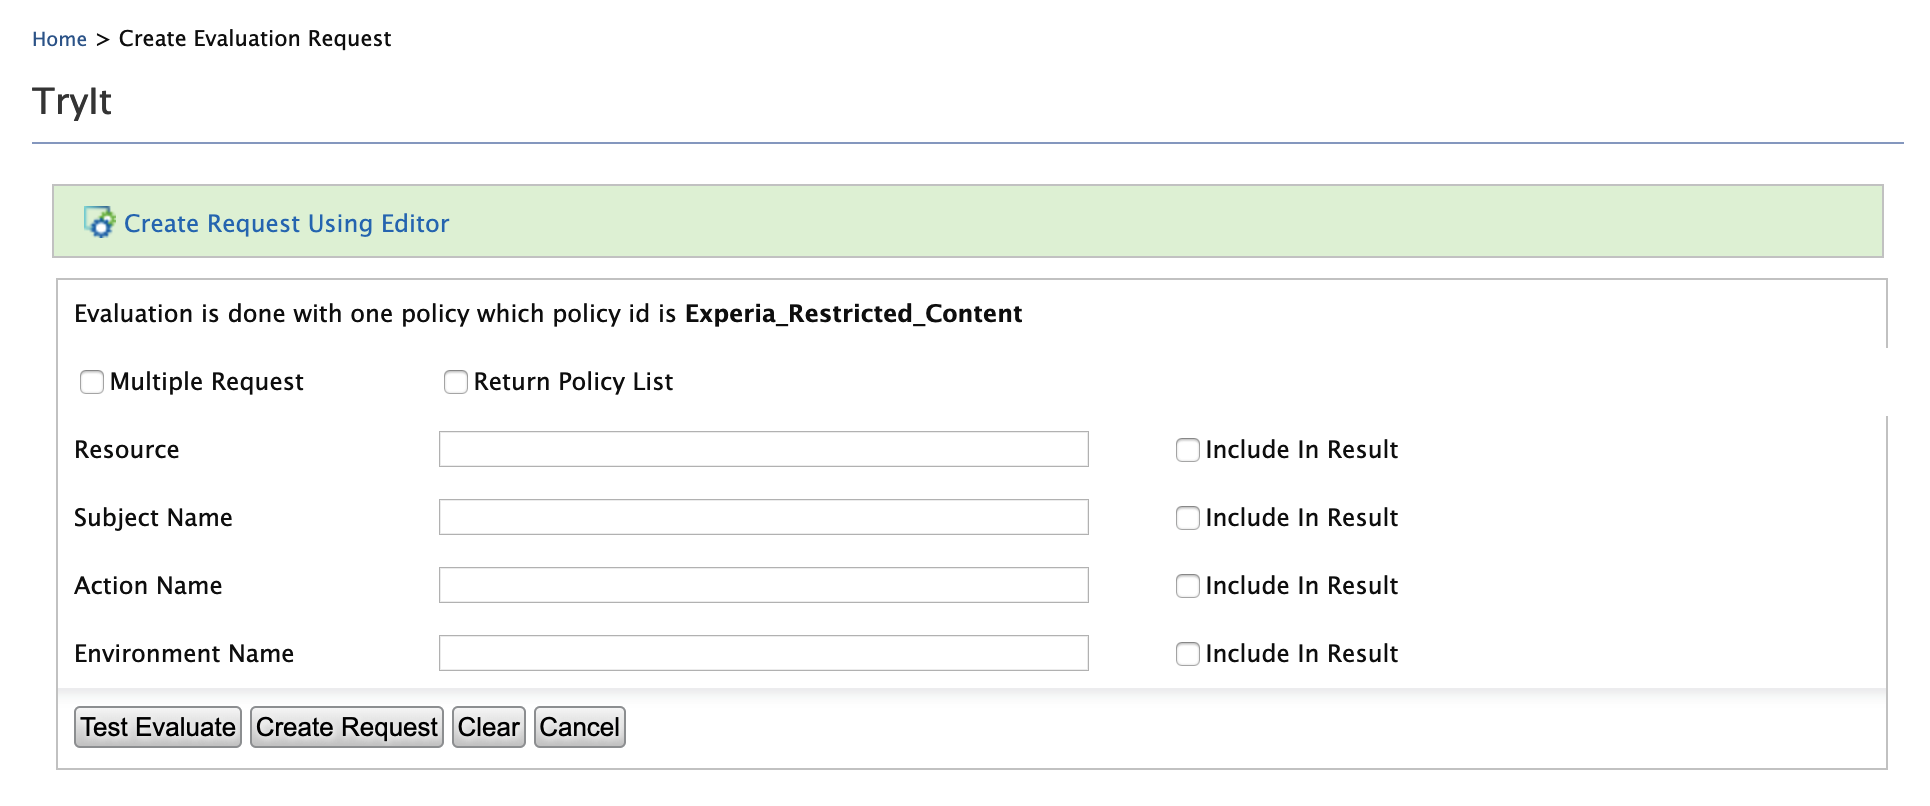 Home > Create Evaluation Request
TryIt
Create Request Using Editor
Evaluation is done with one policy which policy id is Experia_Restricted_Content
Multiple Request Return Policy List
Resource Include In Result
Subject Name Include In Result
Action Name Include In Result
Environment Name Include In Result
Test Evaluate Create Request Clear Cancel